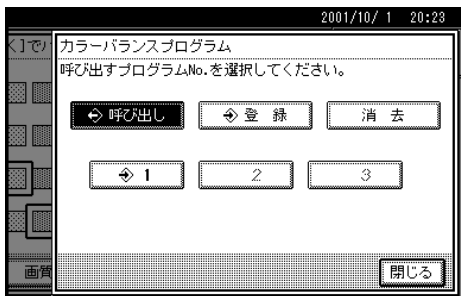 2001/10/ 1 20:23
く]でパ カラーバランスプログラム
呼び出すプログラムNo.を選択してください。
呼び出し 登 録 消 去
1 2 3
画質 閉じる